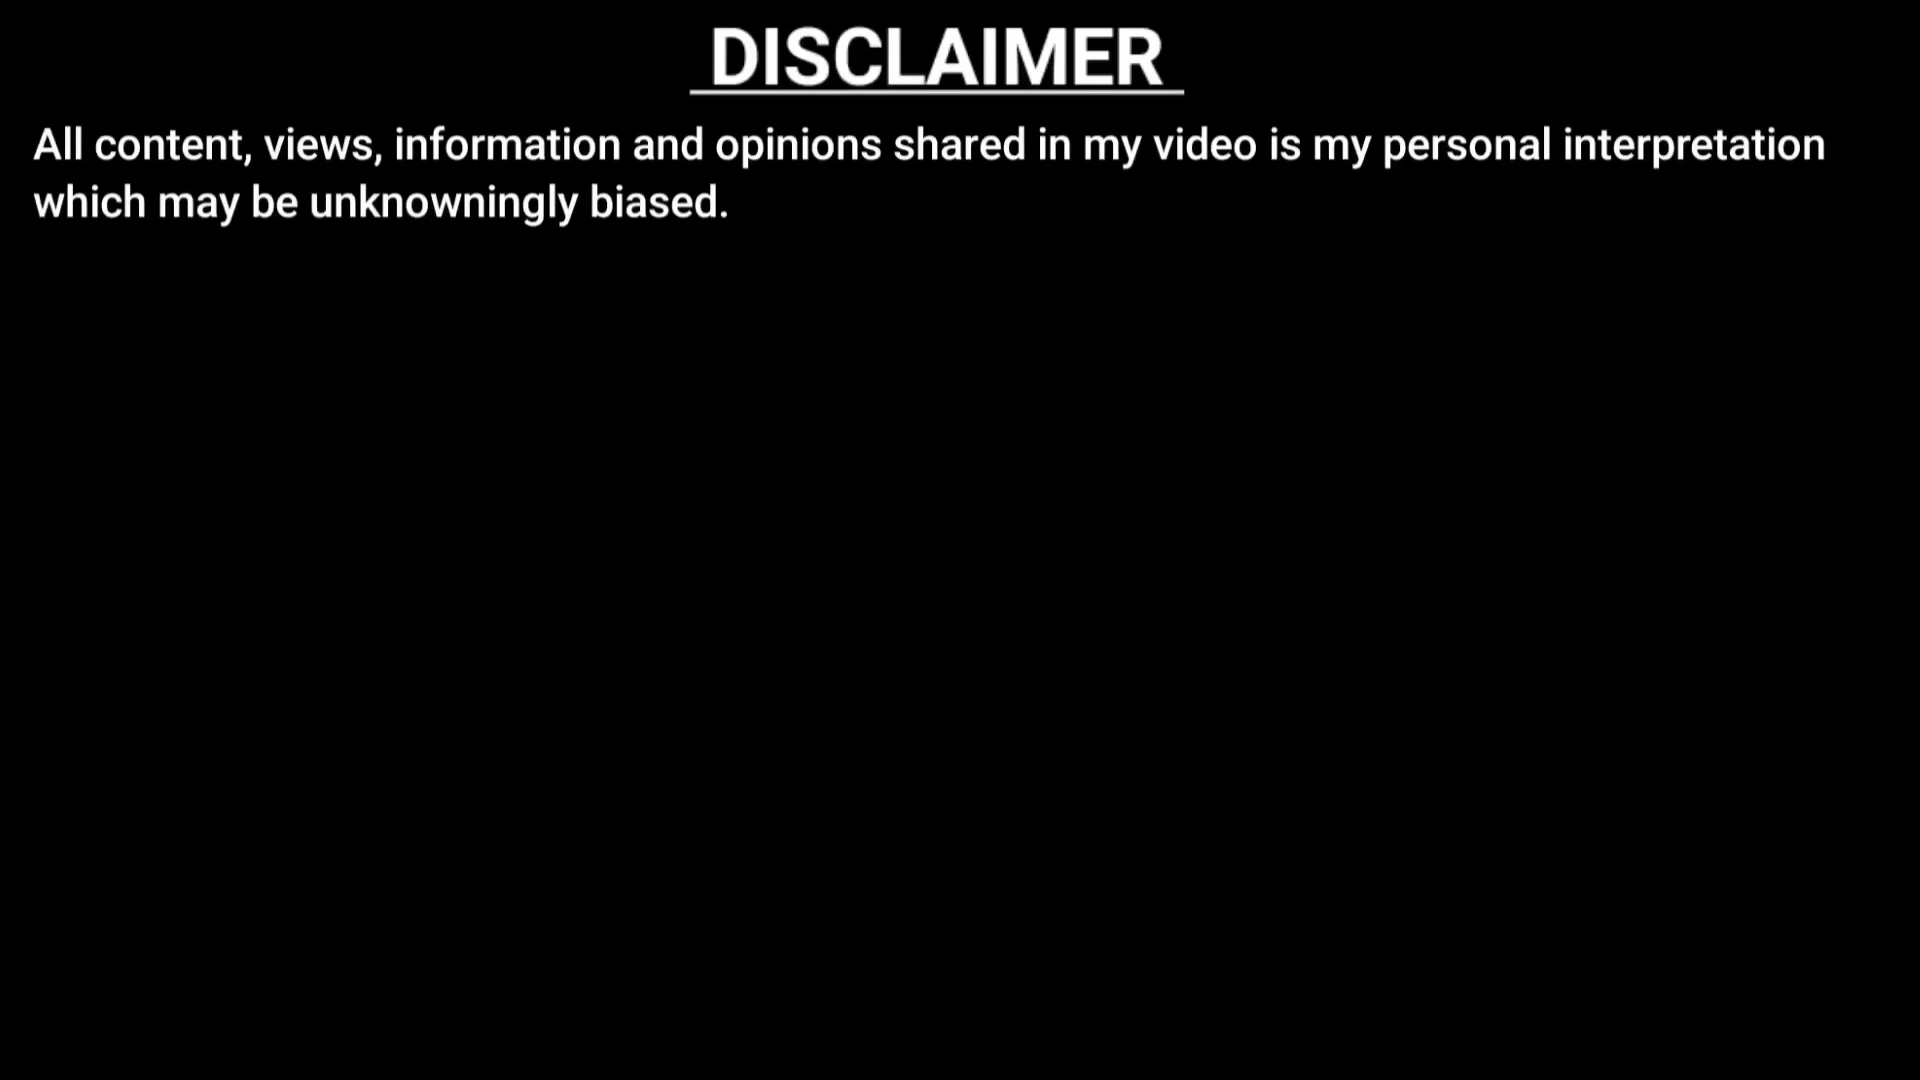 DISCLAIMER
All content, views, information and opinions shared in my video is my personal interpretation
which may be unknowningly biased.